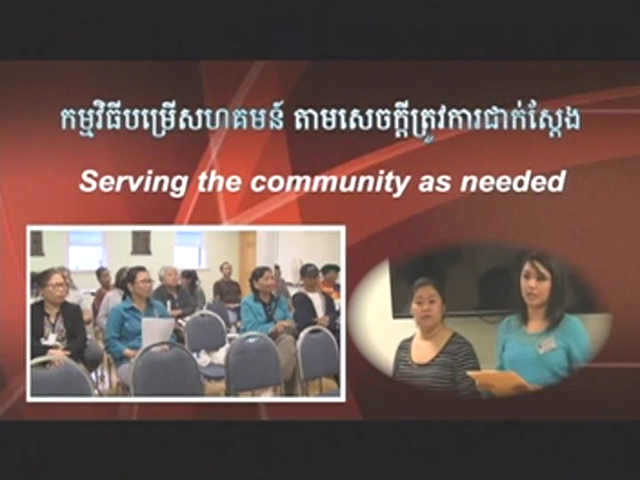 កម្មវិធីបម្រើសហគមន៍ តាមសេចក្តីត្រូវការជាក់ស្តែង
Serving the community as needed